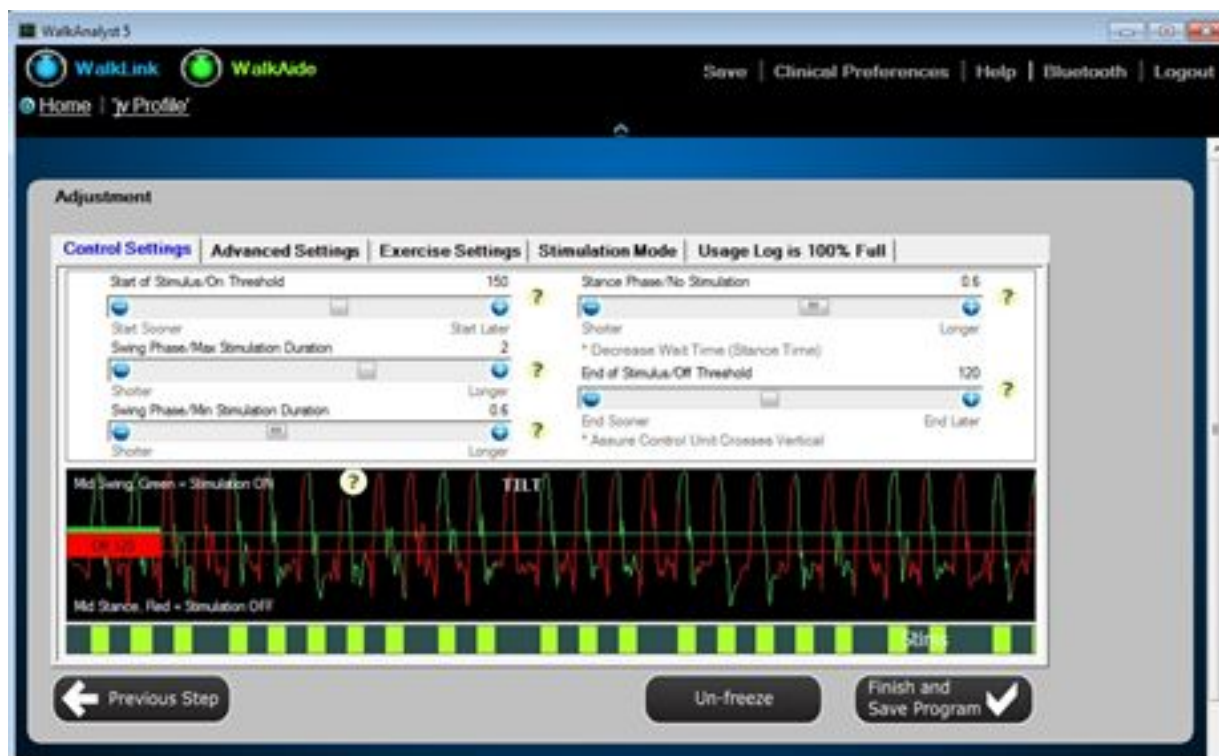 WalkAnalyst 5
WalkLink WalkAide Save | Clinical Preferences | Help | Bluetooth | Logout
Home | 'jv Profile'
Adjustment
Control Settings | Advanced Settings | Exercise Settings | Stimulation Mode | Usage Log is 100% Full |
Start of Stimulus/On Threshold 150 ?
Start Sooner Start Later
Swing Phase/Max Stimulation Duration 2 ?
Shorter Longer
Swing Phase/Min Stimulation Duration 0.6 ?
Shorter Longer
Stance Phase/No Stimulation 0.6 ?
Shorter Longer
* Decrease Wait Time (Stance Time)
End of Stimulus/Off Threshold 120 ?
End Sooner End Later
* Assure Control Unit Crosses Vertical
Mid Swing, Green = Stimulation ON ? TILT
Mid Stance, Red = Stimulation OFF
Stims
Previous Step
Un-freeze
Finish and
Save Program